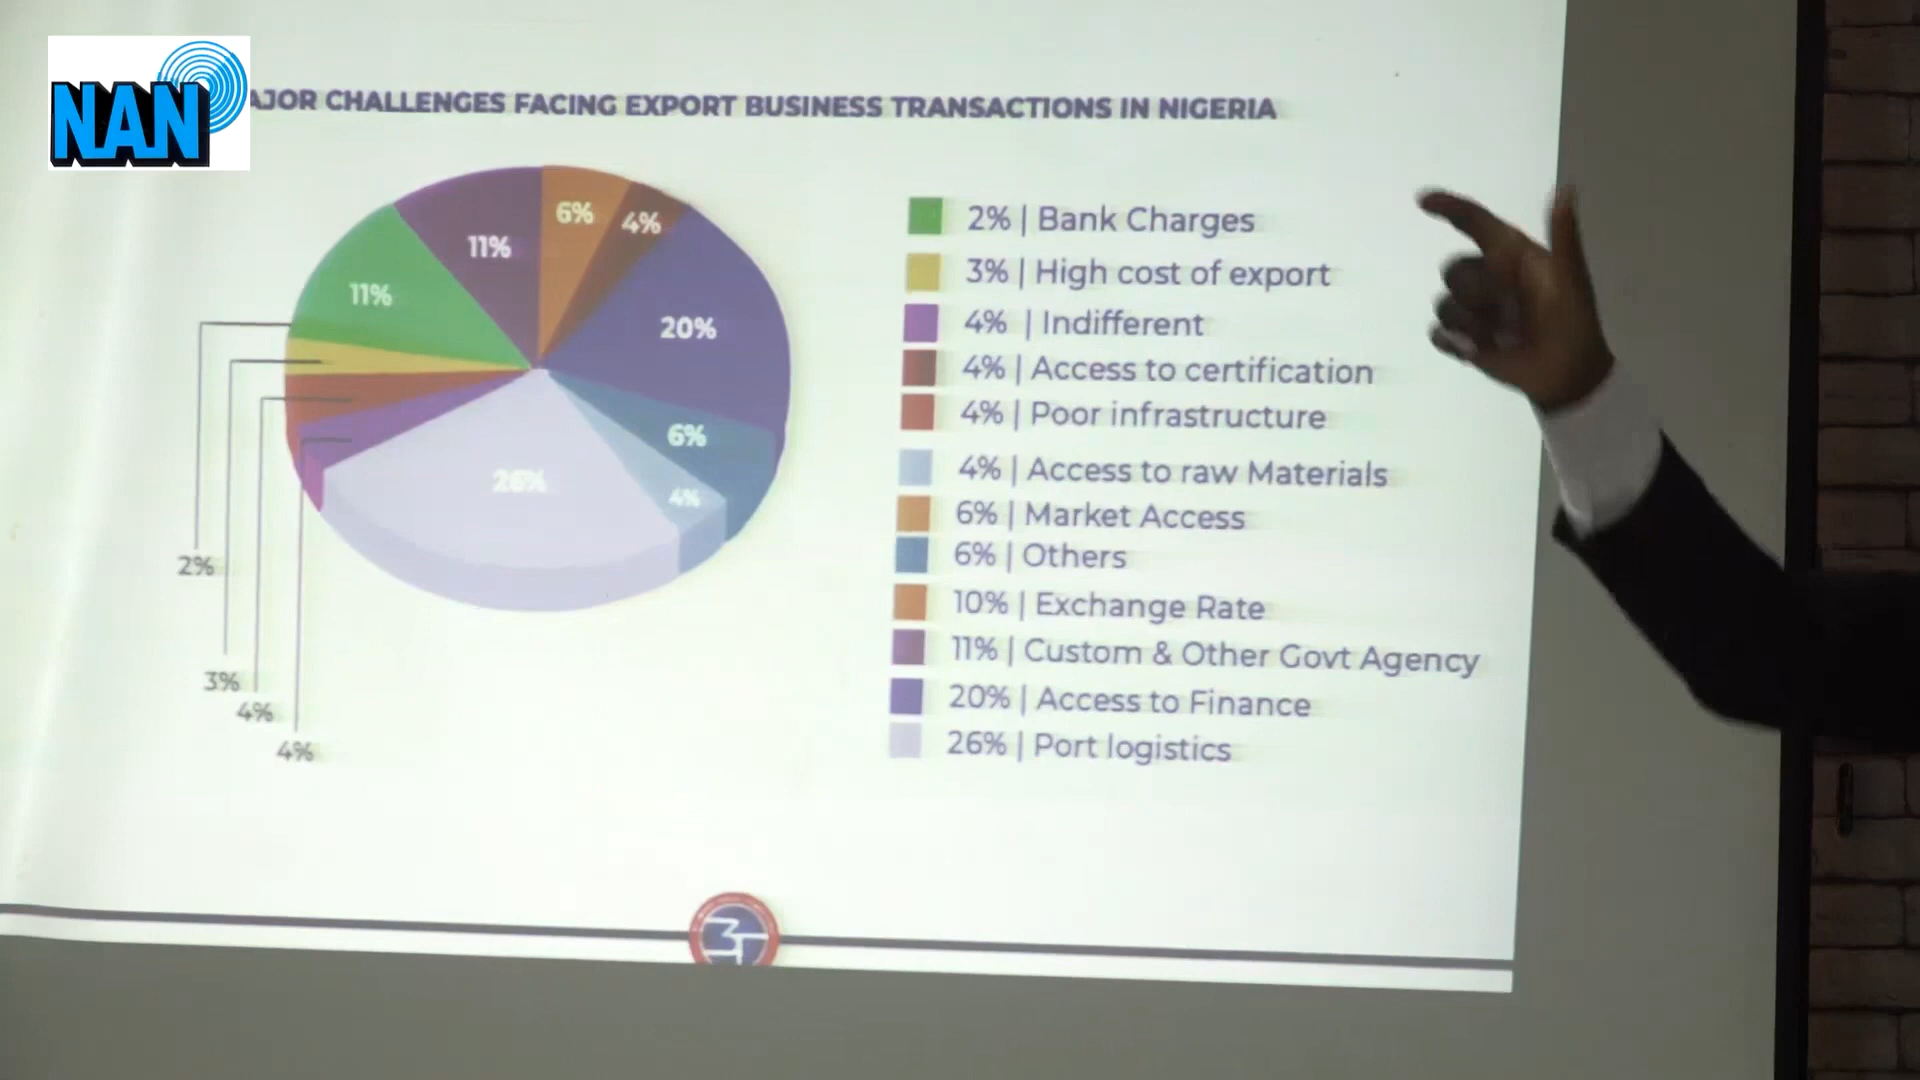 NAN
AJOR CHALLENGES FACING EXPORT BUSINESS TRANSACTIONS IN NIGERIA
11%
6%
4%
11%
20%
6%
26%
4%
2%
3%
4%
4%
2% | Bank Charges
3% | High cost of export
4% | Indifferent
4% | Access to certification
4% | Poor infrastructure
4% | Access to raw Materials
6% | Market Access
6% | Others
10% | Exchange Rate
11% | Custom & Other Govt Agency
20% | Access to Finance
26% | Port logistics